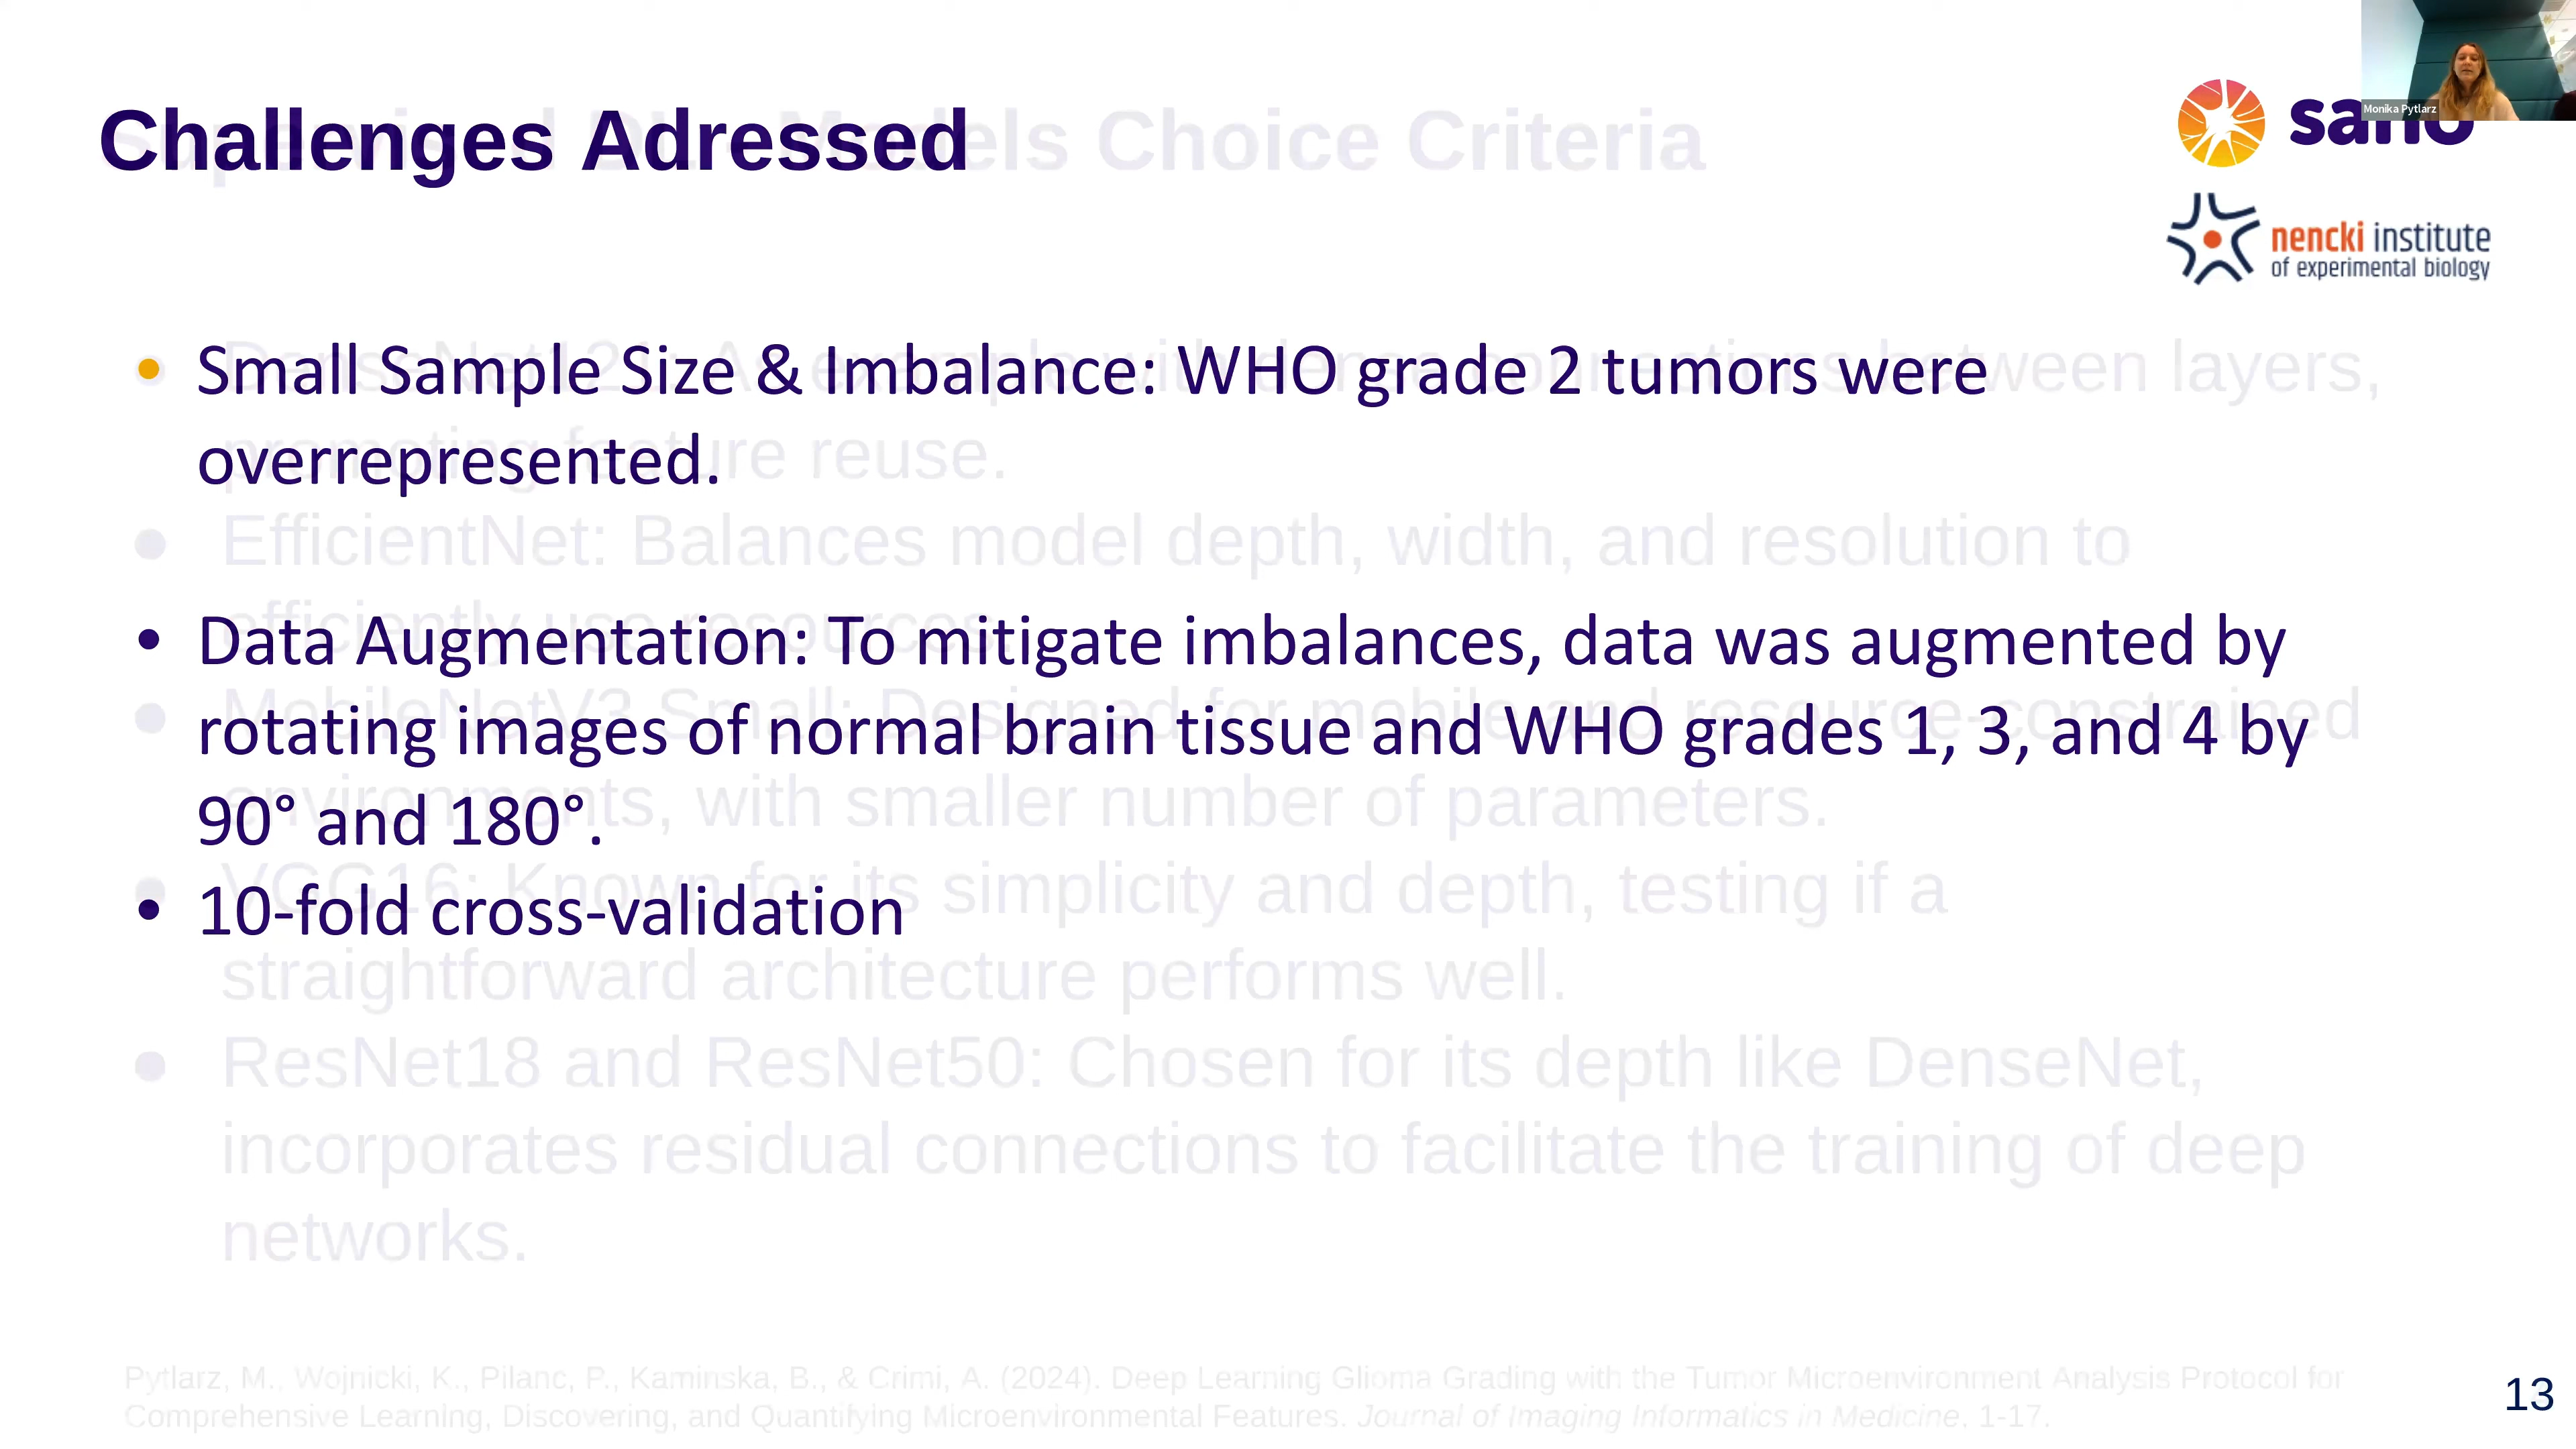 Challenges Adressed
els Choice Criteria
Monika Pytlarz
sano
nencki institute
of experimental biology
• Small Sample Size & Imbalance: WHO grade 2 tumors were
between layers,
overrepresented.
feature reuse.
EfficientNet: Balances model depth, width, and resolution to
efficiently use resources.
• Data Augmentation: To mitigate imbalances, data was augmented by
MobileNetV3 Small: Designed for mobile and resource-constrained
rotating images of normal brain tissue and WHO grades 1, 3, and 4 by
environments, with smaller number of parameters.
90° and 180°.
VGG16: Known for its simplicity and depth, testing if a
• 10-fold cross-validation
straightforward architecture performs well.
ResNet18 and ResNet50: Chosen for its depth like DenseNet,
incorporates residual connections to facilitate the training of deep
networks.
Pytlarz, M., Wojnicki, K., Pilanc, P., Kaminska, B., & Crimi, A. (2024). Deep Learning Glioma Grading with the Tumor Microenvironment Analysis Protocol for
Comprehensive Learning, Discovering, and Quantifying Microenvironmental Features. Journal of Imaging Informatics in Medicine, 1-17.
13